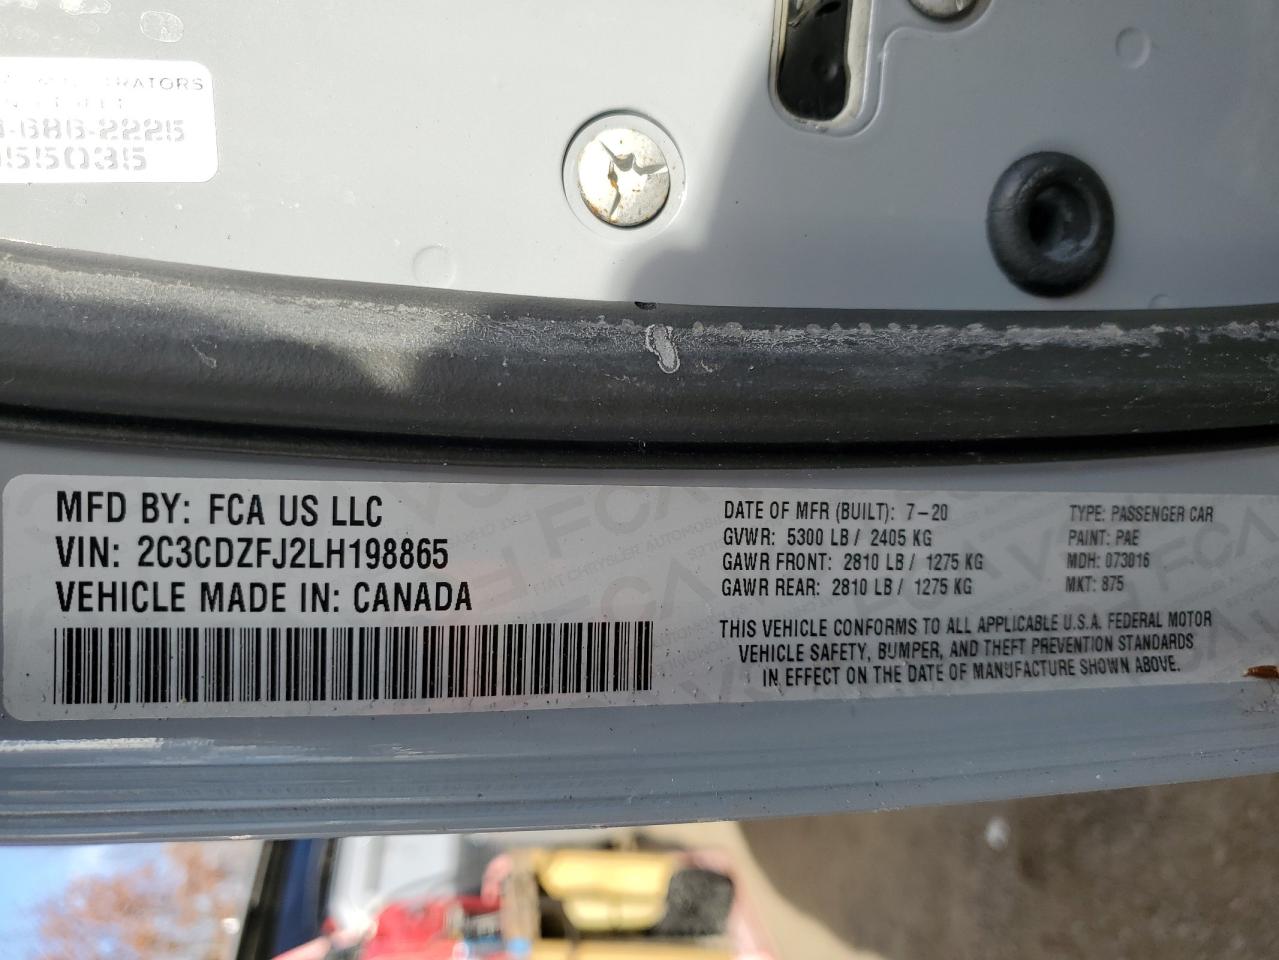 RATORS
686-2225
55035
MFD BY: FCA US LLC
VIN: 2C3CDZFJ2LH198865
VEHICLE MADE IN: CANADA
DATE OF MFR (BUILT): 7-20
GVWR: 5300 LB / 2405 KG
GAWR FRONT: 2810 LB / 1275 KG
GAWR REAR: 2810 LB / 1275 KG
TYPE: PASSENGER CAR
PAINT: PAE
MDH: 073016
MKT: 875
THIS VEHICLE CONFORMS TO ALL APPLICABLE U.S.A. FEDERAL MOTOR
VEHICLE SAFETY, BUMPER, AND THEFT PREVENTION STANDARDS
IN EFFECT ON THE DATE OF MANUFACTURE SHOWN ABOVE.